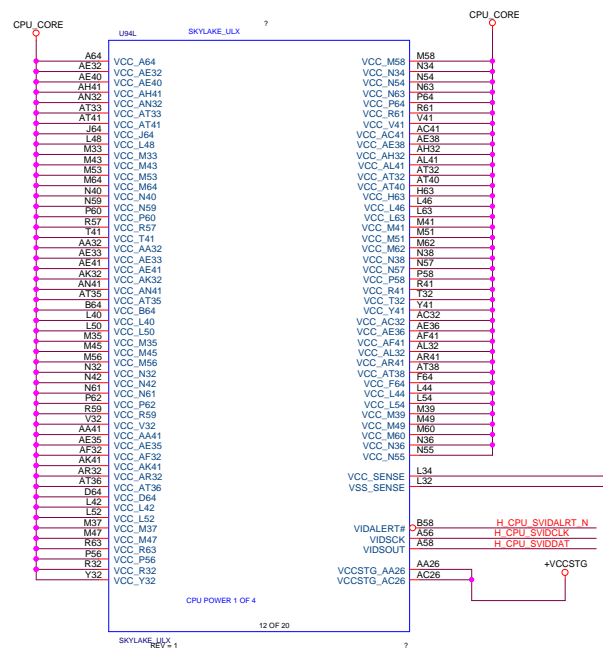 ?
CPU_CORE
CPU_CORE
U94L
SKYLAKE_ULX
A64 VCC_A64
AE32 VCC_AE32
AE40 VCC_AE40
AH41 VCC_AH41
AN32 VCC_AN32
AT33 VCC_AT33
AT41 VCC_AT41
J64 VCC_J64
L48 VCC_L48
M33 VCC_M33
M43 VCC_M43
M53 VCC_M53
M64 VCC_M64
N40 VCC_N40
N59 VCC_N59
P60 VCC_P60
R57 VCC_R57
T41 VCC_T41
AA32 VCC_AA32
AE33 VCC_AE33
AE41 VCC_AE41
AK32 VCC_AK32
AN41 VCC_AN41
AT35 VCC_AT35
B64 VCC_B64
L40 VCC_L40
L50 VCC_L50
M35 VCC_M35
M45 VCC_M45
M56 VCC_M56
N32 VCC_N32
N42 VCC_N42
N61 VCC_N61
P62 VCC_P62
R59 VCC_R59
V32 VCC_V32
AA41 VCC_AA41
AE35 VCC_AE35
AF32 VCC_AF32
AK41 VCC_AK41
AR32 VCC_AR32
AT36 VCC_AT36
D64 VCC_D64
L42 VCC_L42
L52 VCC_L52
M37 VCC_M37
M47 VCC_M47
R63 VCC_R63
P56 VCC_P56
R32 VCC_R32
Y32 VCC_Y32
VCC_M58 M58
VCC_N34 N34
VCC_N54 N54
VCC_N63 N63
VCC_P64 P64
VCC_R61 R61
VCC_V41 V41
VCC_AC41 AC41
VCC_AE38 AE38
VCC_AH32 AH32
VCC_AL41 AL41
VCC_AT32 AT32
VCC_AT40 AT40
VCC_H63 H63
VCC_L46 L46
VCC_L63 L63
VCC_M41 M41
VCC_M51 M51
VCC_M62 M62
VCC_N38 N38
VCC_N57 N57
VCC_P58 P58
VCC_R41 R41
VCC_T32 T32
VCC_Y41 Y41
VCC_AC32 AC32
VCC_AE36 AE36
VCC_AF41 AF41
VCC_AL32 AL32
VCC_AR41 AR41
VCC_AT38 AT38
VCC_F64 F64
VCC_L44 L44
VCC_L54 L54
VCC_M39 M39
VCC_M49 M49
VCC_M60 M60
VCC_N36 N36
VCC_N55 N55
VCC_SENSE L34
VSS_SENSE L32
VIDALERT# B58 H_CPU_SVIDALRT_N
VIDSCK A56 H_CPU_SVIDCLK
VIDSOUT A58 H_CPU_SVIDDAT
VCCSTG_AA26 AA26
VCCSTG_AC26 AC26
+VCCSTG
CPU POWER 1 OF 4
12 OF 20
SKYLAKE_ULX
REV = 1
?